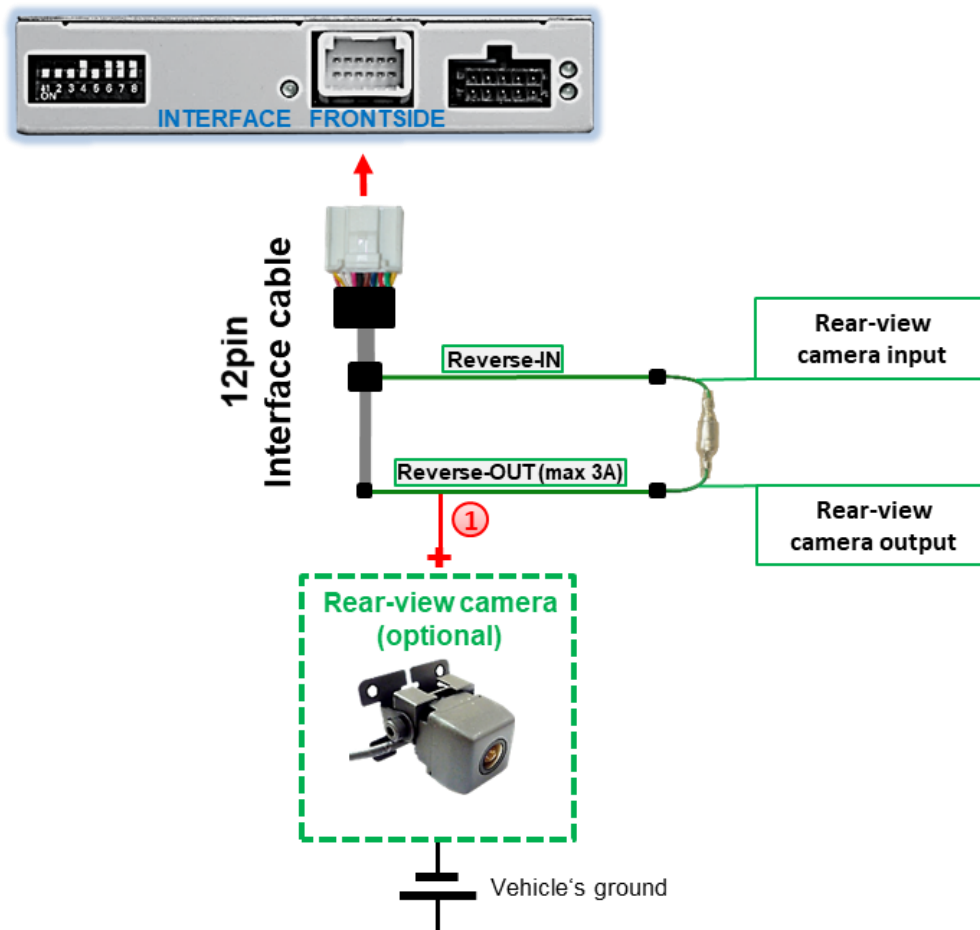 1 2 3 4 5 6 7 8
ON
INTERFACE FRONTSIDE
12pin
Interface cable
Reverse-IN
Rear-view
camera input
Reverse-OUT (max 3A)
1
Rear-view
camera output
Rear-view camera
(optional)
Vehicle‘s ground